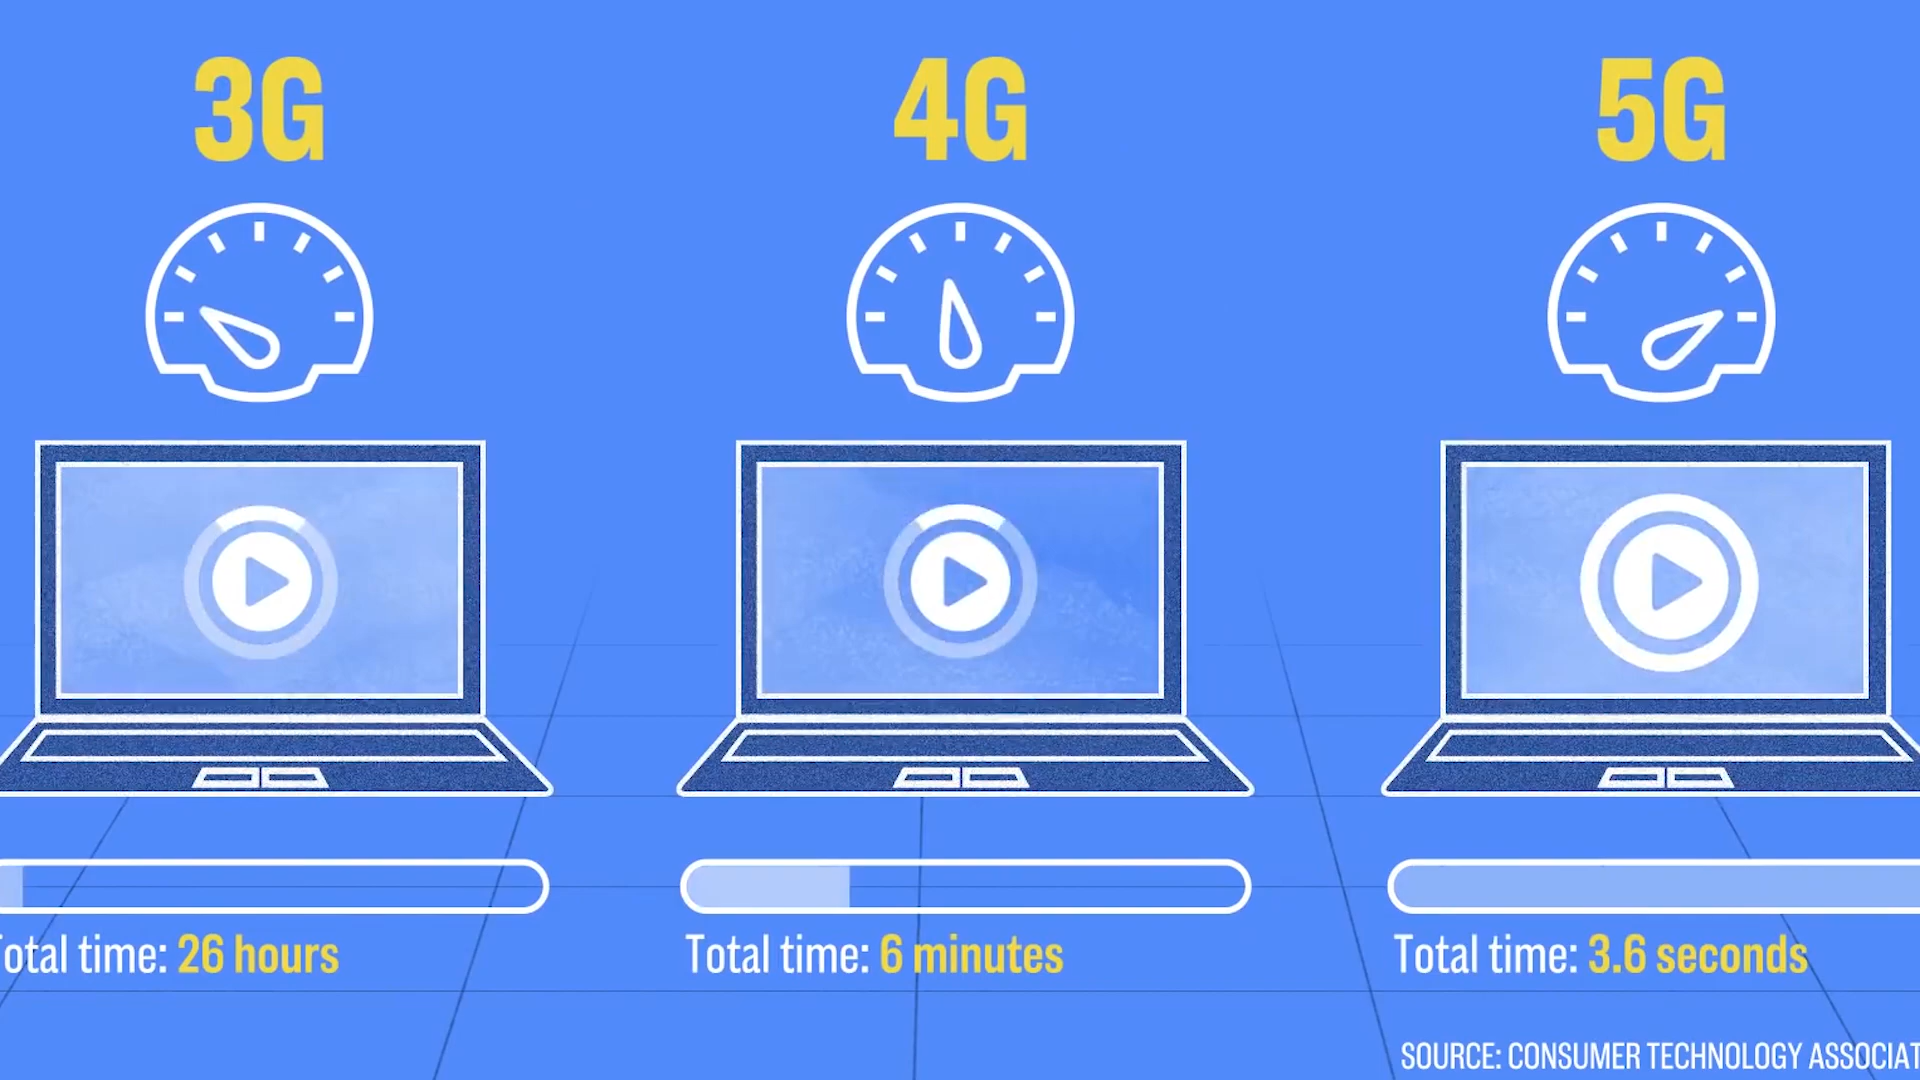 3G
4G
5G
otal time: 26 hours
Total time: 6 minutes
Total time: 3.6 seconds
SOURCE: CONSUMER TECHNOLOGY ASSOCIAT